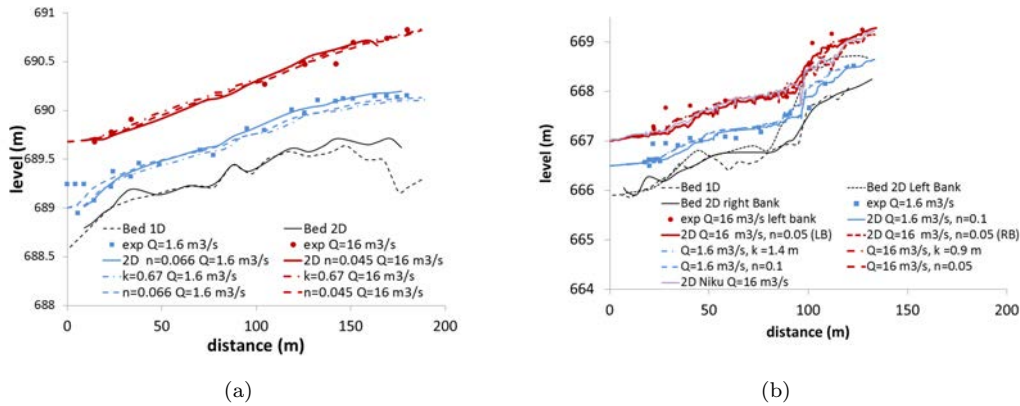 691
690.5
690
689.5
689
688.5
688
level (m)
0
50
100
150
200
distance (m)
Bed 1D
Bed 2D
exp Q=1.6 m3/s
exp Q=16 m3/s
2D n=0.066 Q=1.6 m3/s
2D n=0.045 Q=16 m3/s
k=0.67 Q=1.6 m3/s
k=0.67 Q=16 m3/s
n=0.066 Q=1.6 m3/s
n=0.045 Q=16 m3/s
(a)
669
668
667
666
665
664
level (m)
0
50
100
150
200
distance (m)
Bed 1D
Bed 2D Left Bank
Bed 2D right Bank
exp Q=1.6 m3/s
exp Q=16 m3/s left bank
2D Q=1.6 m3/s, n=0.1
2D Q=16 m3/s, n=0.05 (LB)
2D Q=16 m3/s, n=0.05 (RB)
Q=1.6 m3/s, k =1.4 m
Q=16 m3/s, k=0.9 m
Q=1.6 m3/s, n=0.1
Q=16 m3/s, n=0.05
2D Niku Q=16 m3/s
(b)